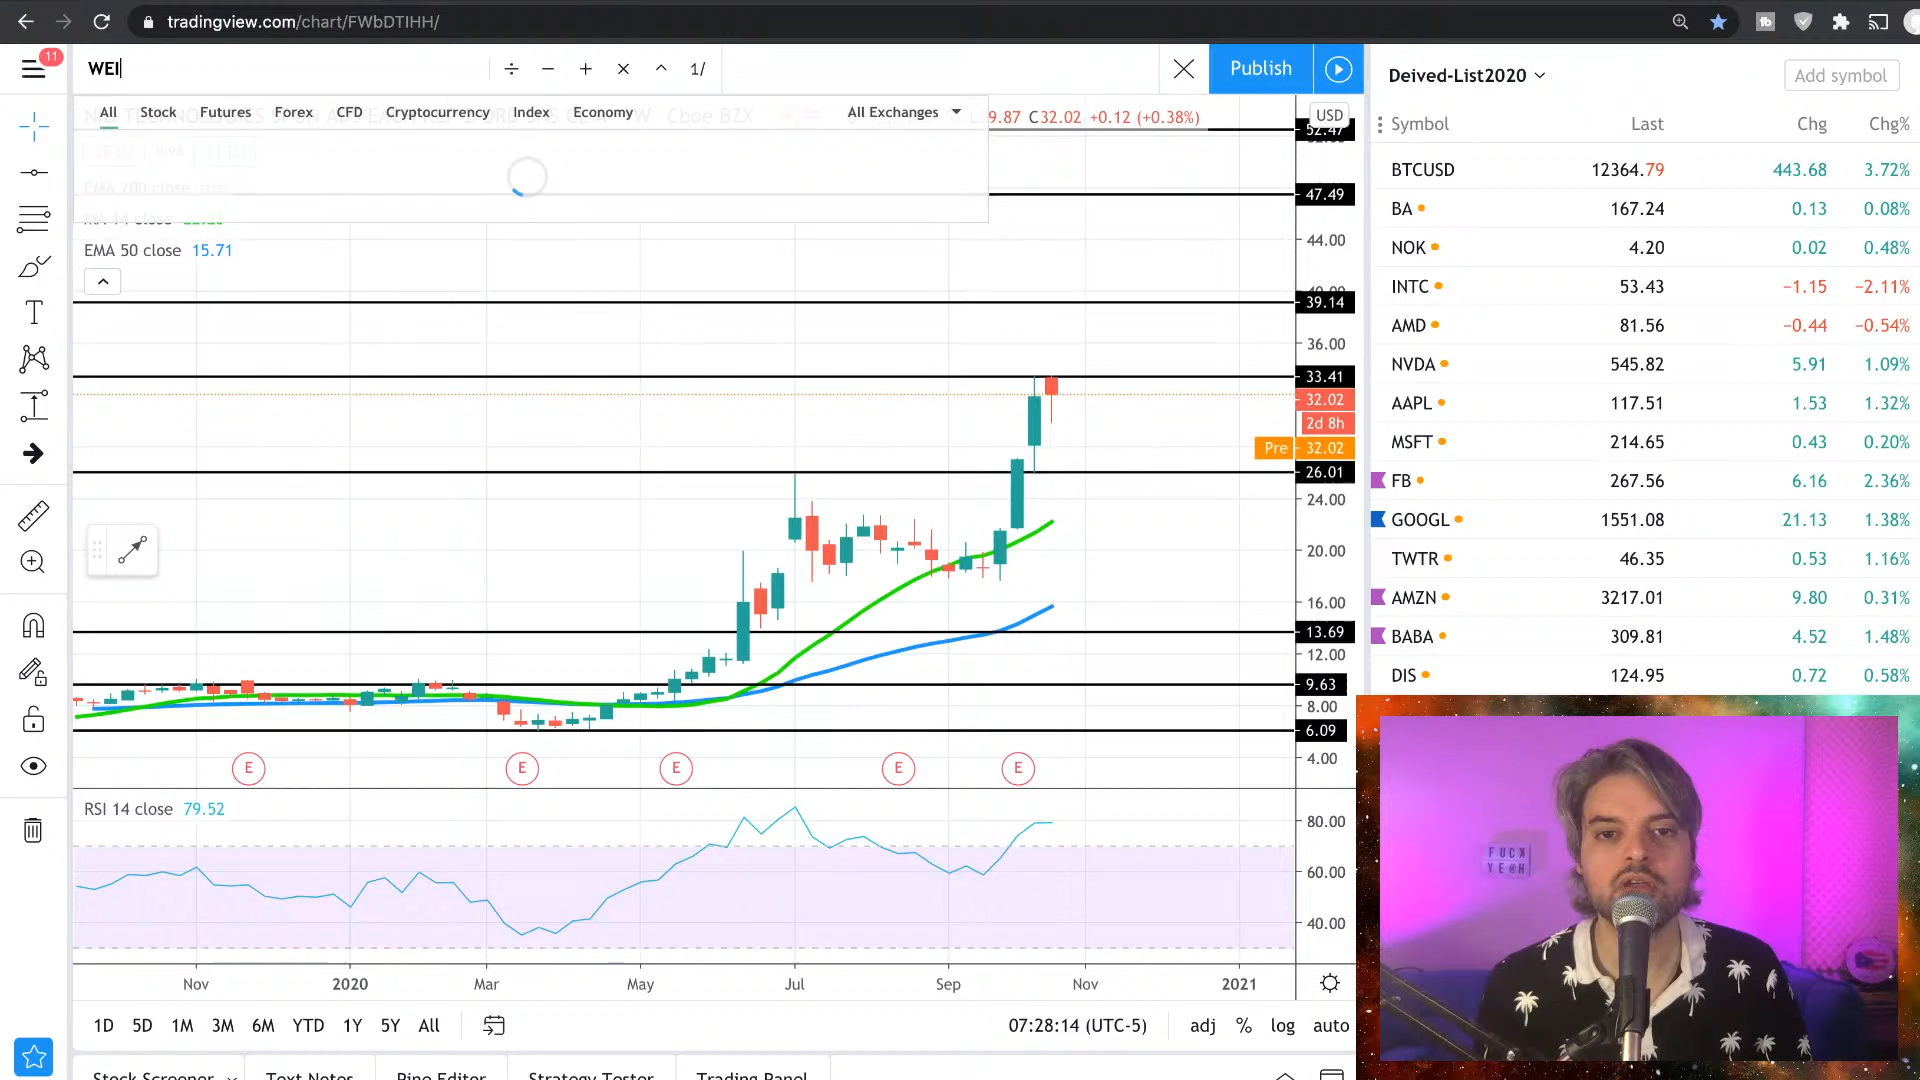 tradingview.com/chart/FWbDTIHH/
11
WEI
1/
Publish
Deived-List2020
Add symbol
All Stock Futures Forex CFD Cryptocurrency Index Economy All Exchanges
9.87 C32.02 +0.12 (+0.38%)
USD
Symbol Last Chg Chg%
52.47
47.49
44.00
MA 14 close
EMA 50 close 15.71
39.14
36.00
33.41
32.02
2d 8h
Pre 32.02
26.01
24.00
20.00
16.00
13.69
12.00
9.63
8.00
6.09
4.00
E E E E E
RSI 14 close 79.52
80.00
60.00
40.00
Nov 2020 Mar May Jul Sep Nov 2021
1D 5D 1M 3M 6M YTD 1Y 5Y All
07:28:14 (UTC-5) adj % log auto
Stock Screener Text Notes Pine Editor Strategy Tester Trading Panel
BTCUSD 12364.79 443.68 3.72%
BA 167.24 0.13 0.08%
NOK 4.20 0.02 0.48%
INTC 53.43 −1.15 −2.11%
AMD 81.56 −0.44 −0.54%
NVDA 545.82 5.91 1.09%
AAPL 117.51 1.53 1.32%
MSFT 214.65 0.43 0.20%
FB 267.56 6.16 2.36%
GOOGL 1551.08 21.13 1.38%
TWTR 46.35 0.53 1.16%
AMZN 3217.01 9.80 0.31%
BABA 309.81 4.52 1.48%
DIS 124.95 0.72 0.58%
FUCK
YE@H